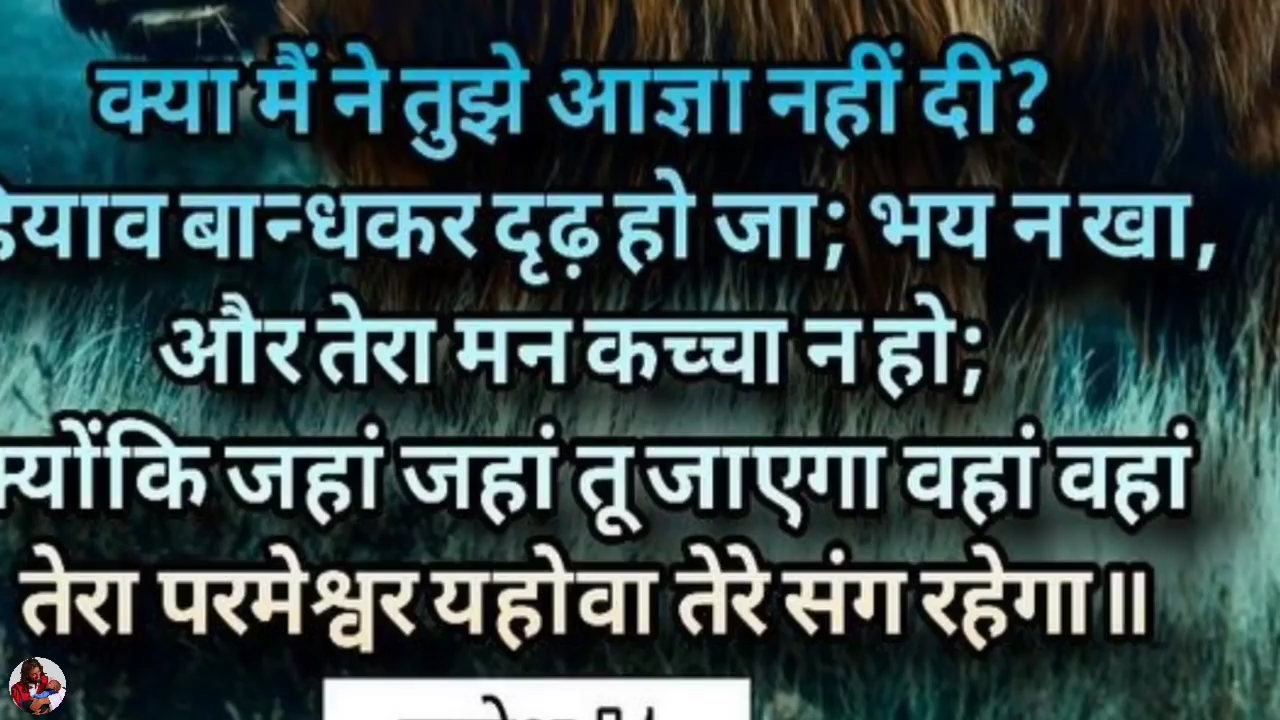 क्या मैं ने तुझे आज्ञा नहीं दी?
बान्धकर दृढ़ हो जा; भय न खा,
और तेरा मन कच्चा न हो;
जहां जहां तू जाएगा वहां वहां
तेरा परमेश्वर यहोवा तेरे संग रहेगा॥